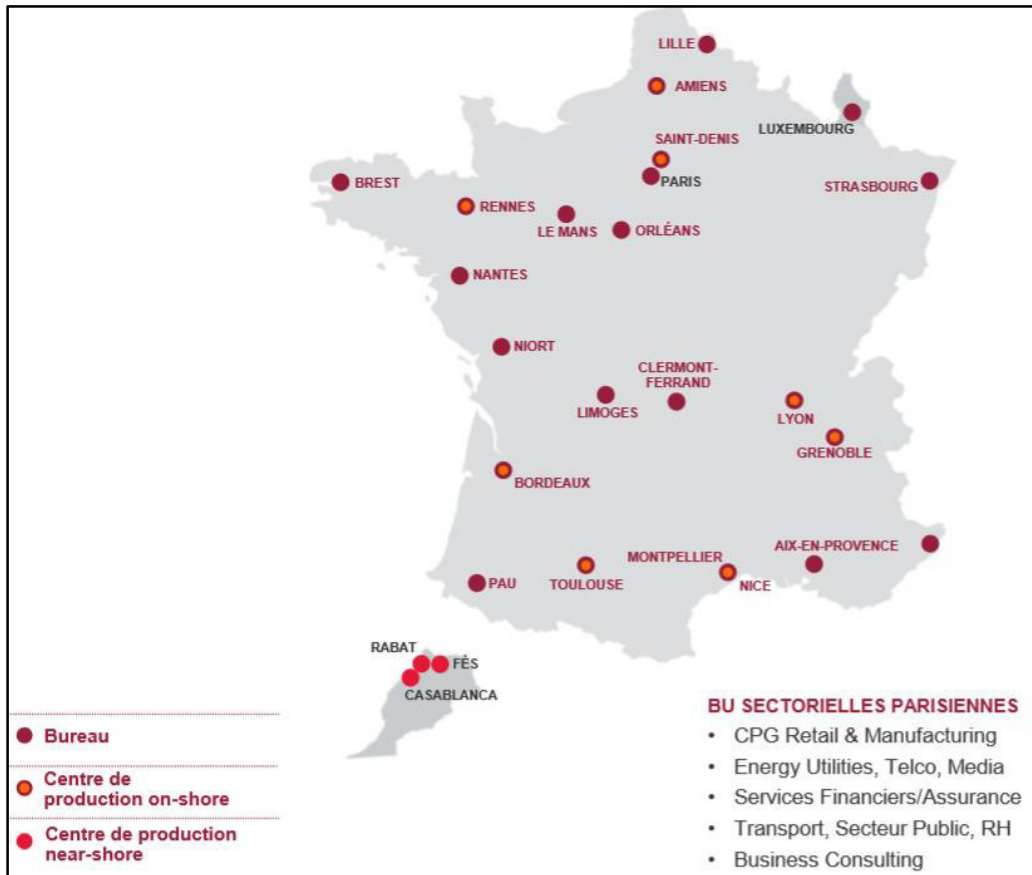 LILLE
AMIENS
LUXEMBOURG
SAINT-DENIS
PARIS
BREST
STRASBOURG
RENNES
LE MANS
ORLÉANS
NANTES
NIORT
CLERMONT-
FERRAND
LIMOGES
LYON
GRENOBLE
BORDEAUX
AIX-EN-PROVENCE
MONTPELLIER
PAU
TOULOUSE
NICE
RABAT
FÈS
CASABLANCA
Bureau
Centre de
production on-shore
Centre de production
near-shore
BU SECTORIELLES PARISIENNES
• CPG Retail & Manufacturing
• Energy Utilities, Telco, Media
• Services Financiers/Assurance
• Transport, Secteur Public, RH
• Business Consulting